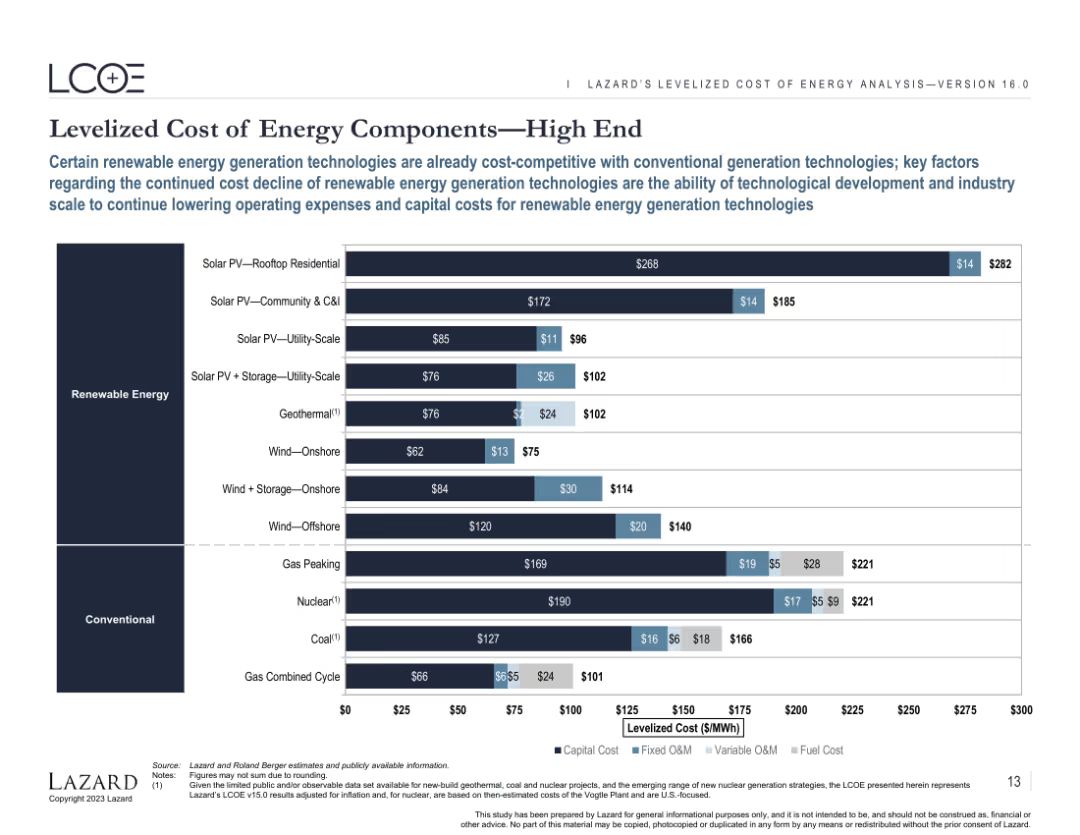 LCOE
I LAZARD'S LEVELIZED COST OF ENERGY ANALYSIS—VERSION 16.0
Levelized Cost of Energy Components—High End
Certain renewable energy generation technologies are already cost-competitive with conventional generation technologies; key factors
regarding the continued cost decline of renewable energy generation technologies are the ability of technological development and industry
scale to continue lowering operating expenses and capital costs for renewable energy generation technologies
Renewable Energy
Solar PV—Rooftop Residential $268 $14 $282
Solar PV—Community & C&I $172 $14 $185
Solar PV—Utility-Scale $85 $11 $96
Solar PV + Storage—Utility-Scale $76 $26 $102
Geothermal(1) $76 $2 $24 $102
Wind—Onshore $62 $13 $75
Wind + Storage—Onshore $84 $30 $114
Wind—Offshore $120 $20 $140
Conventional
Gas Peaking $169 $19 $5 $28 $221
Nuclear(1) $190 $17 $5 $9 $221
Coal(1) $127 $16 $6 $18 $166
Gas Combined Cycle $66 $6 $5 $24 $101
$0 $25 $50 $75 $100 $125 $150 $175 $200 $225 $250 $275 $300
Levelized Cost ($/MWh)
Capital Cost Fixed O&M Variable O&M Fuel Cost
Source: Lazard and Roland Berger estimates and publicly available information.
Notes: Figures may not sum due to rounding.
(1) Given the limited public and/or observable data set available for new-build geothermal, coal and nuclear projects, and the emerging range of new nuclear generation strategies, the LCOE presented herein represents
Lazard's LCOE v15.0 results adjusted for inflation and, for nuclear, are based on then-estimated costs of the Vogtle Plant and are U.S.-focused.
LAZARD
Copyright 2023 Lazard
13
This study has been prepared by Lazard for general informational purposes only, and it is not intended to be, and should not be construed as, financial or
other advice. No part of this material may be copied, photocopied or duplicated in any form by any means or redistributed without the prior consent of Lazard.